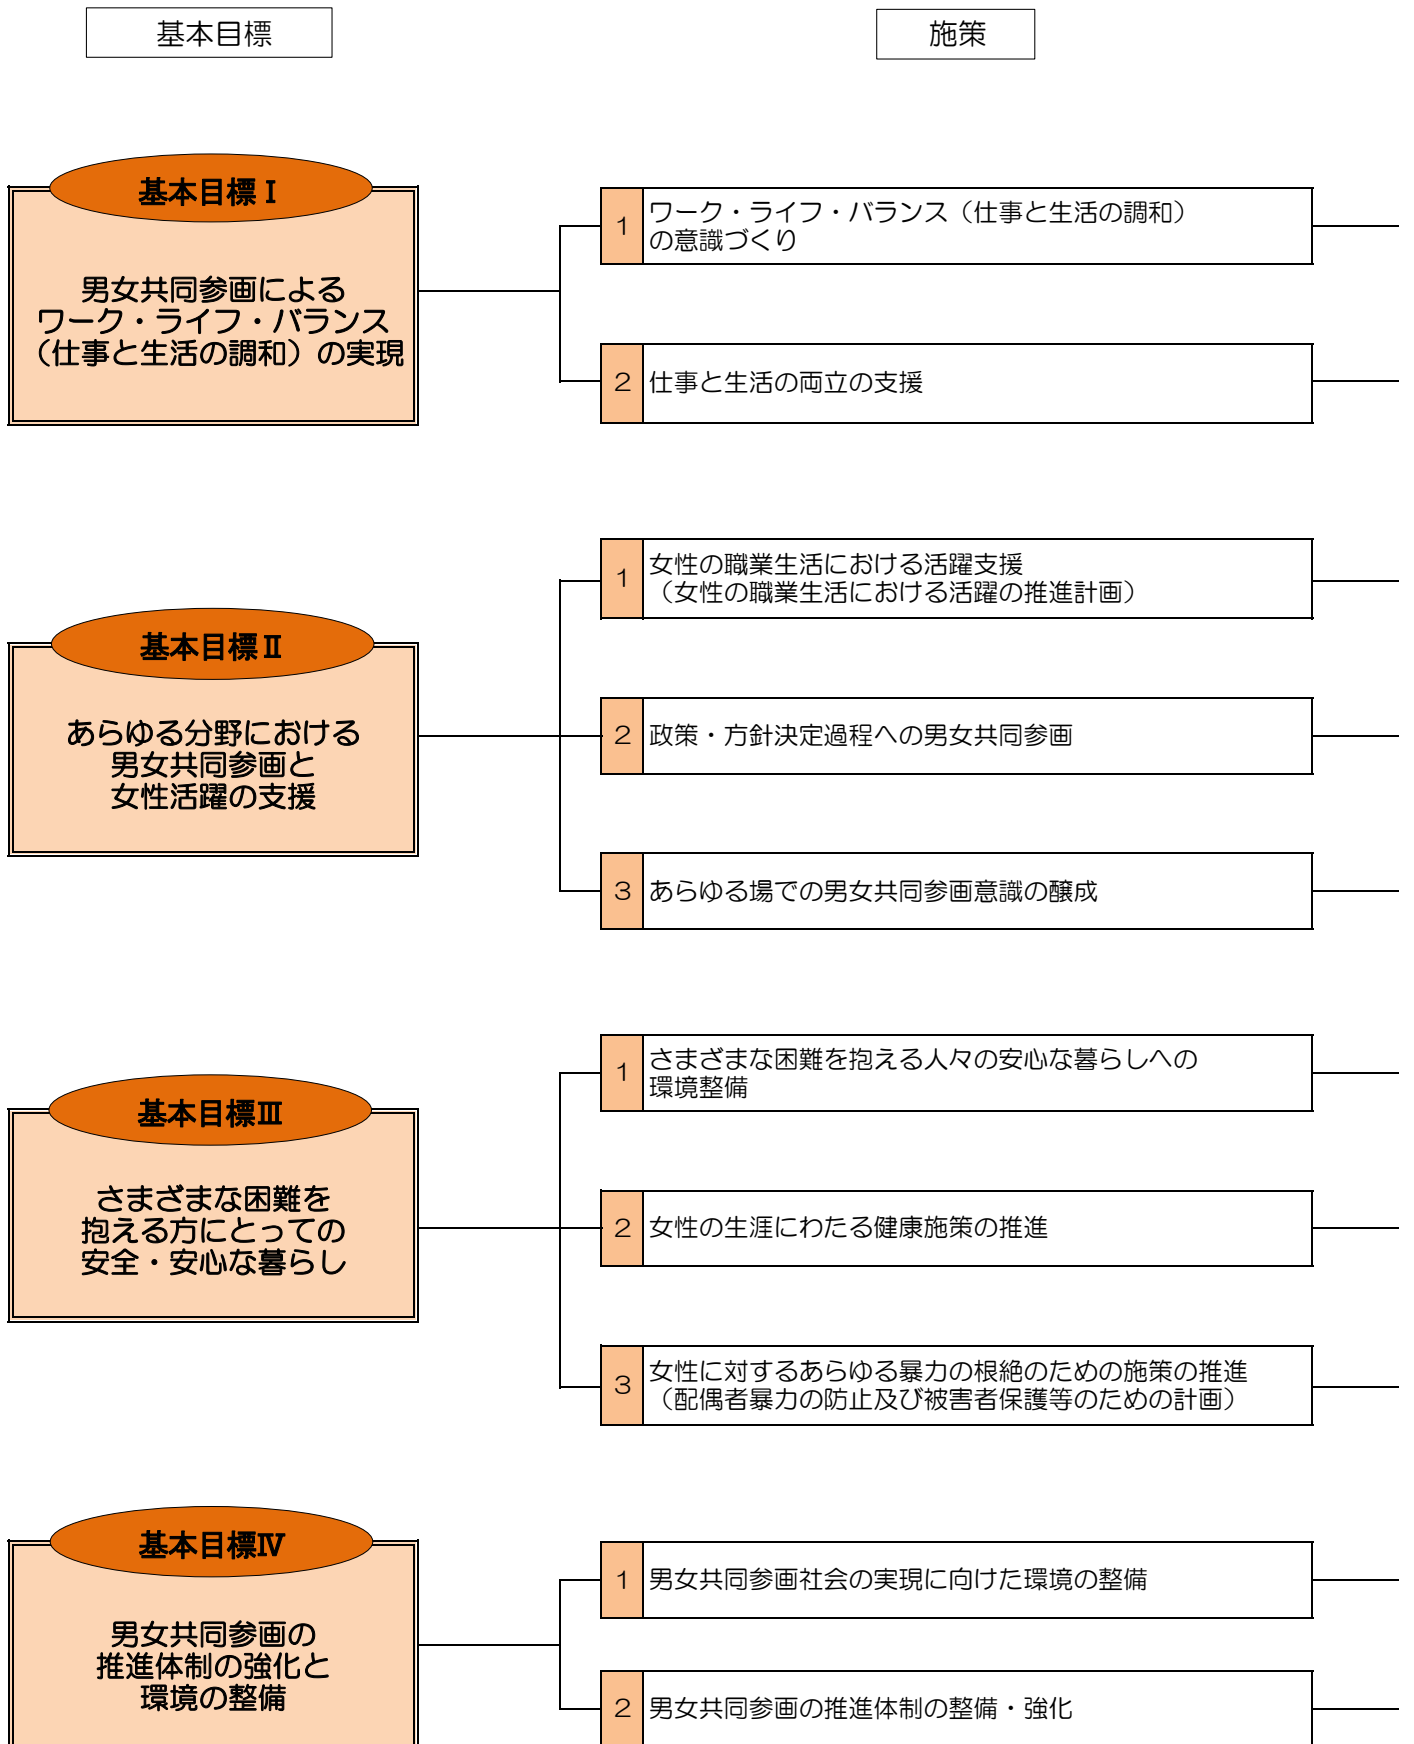 基本目標
施策
基本目標Ⅰ
男女共同参画による
ワーク・ライフ・バランス
（仕事と生活の調和）の実現
1
ワーク・ライフ・バランス（仕事と生活の調和）
の意識づくり
2
仕事と生活の両立の支援
基本目標Ⅱ
あらゆる分野における
男女共同参画と
女性活躍の支援
1
女性の職業生活における活躍支援
（女性の職業生活における活躍の推進計画）
2
政策・方針決定過程への男女共同参画
3
あらゆる場での男女共同参画意識の醸成
基本目標Ⅲ
さまざまな困難を
抱える方にとっての
安全・安心な暮らし
1
さまざまな困難を抱える人々の安心な暮らしへの
環境整備
2
女性の生涯にわたる健康施策の推進
3
女性に対するあらゆる暴力の根絶のための施策の推進
（配偶者暴力の防止及び被害者保護等のための計画）
基本目標Ⅳ
男女共同参画の
推進体制の強化と
環境の整備
1
男女共同参画社会の実現に向けた環境の整備
2
男女共同参画の推進体制の整備・強化